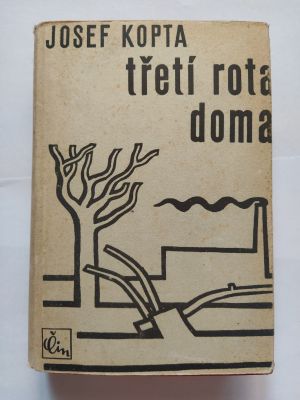 JOSEF KOPTA
třetí rota
doma
Čin